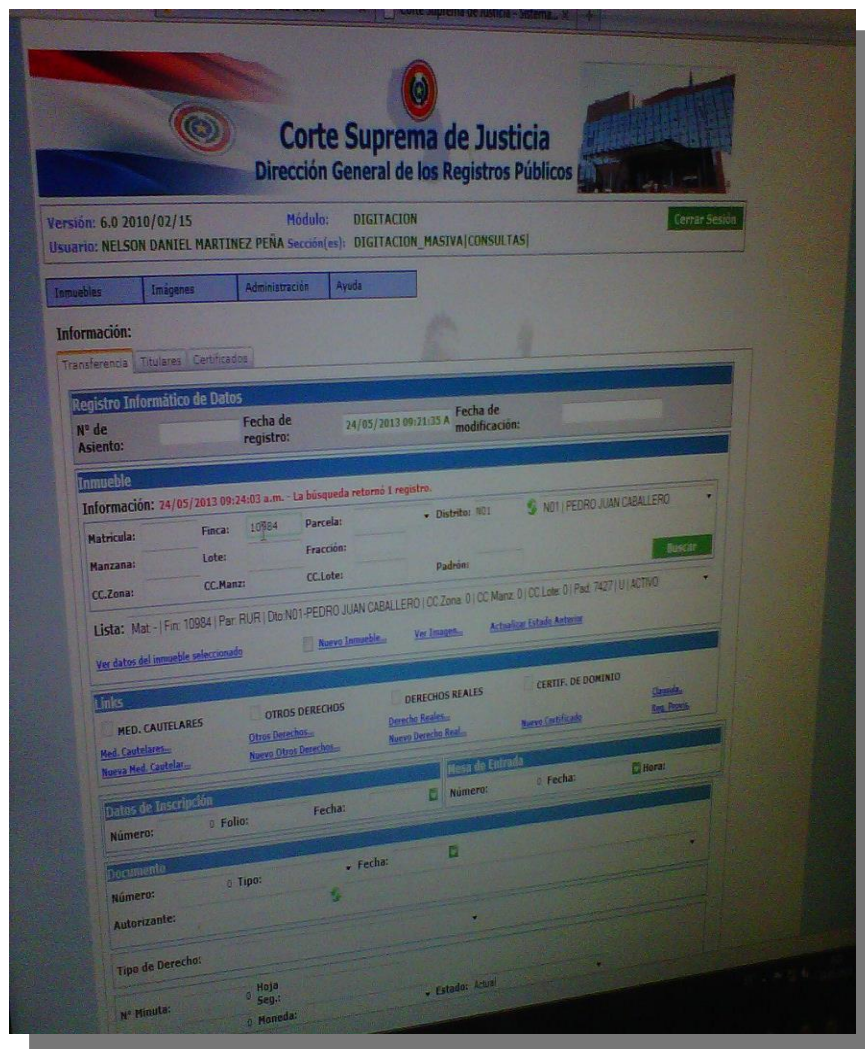 Corte Suprema de Justicia - Sistema...
Corte Suprema de Justicia
Dirección General de los Registros Públicos
Versión: 6.0 2010/02/15 Módulo: DIGITACION Cerrar Sesión
Usuario: NELSON DANIEL MARTINEZ PEÑA Sección(es): DIGITACION_MASIVA|CONSULTAS|
Inmuebles Imágenes Administración Ayuda
Información:
Transferencia Titulares Certificados
Registro Informático de Datos
Nº de Asiento: Fecha de registro: 24/05/2013 09:21:35 A Fecha de modificación:
Inmueble
Información: 24/05/2013 09:24:03 a.m. - La búsqueda retornó 1 registro.
Matricula: Finca: 10984 Parcela: Distrito: N01 N01 | PEDRO JUAN CABALLERO
Manzana: Lote: Fracción: Buscar
CC.Zona: CC.Manz: CC.Lote: Padrón:
Lista: Mat: - | Fin: 10984 | Par: RUR | Dto:N01-PEDRO JUAN CABALLERO | CC Zona: 0 | CC Manz: 0 | CC Lote: 0 | Pad: 7427 | U | ACTIVO
Ver datos del inmueble seleccionado Nuevo Inmueble... Ver Imagen... Actualizar Estado Anterior
Links
MED. CAUTELARES OTROS DERECHOS DERECHOS REALES CERTIF. DE DOMINIO
Med. Cautelares... Otros Derechos... Derecho Reales... Nuevo Certificado Clausula..
Nueva Med. Cautelar... Nuevo Otros Derechos... Nuevo Derecho Real... Reg. Provis.
Datos de Inscripción Mesa de Entrada
Número: 0 Folio: Fecha: Número: 0 Fecha: Hora:
Documento
Número: 0 Tipo: Fecha:
Autorizante:
Tipo de Derecho:
Nº Minuta: 0 Hoja Seg.: Estado: Actual
0 Moneda: